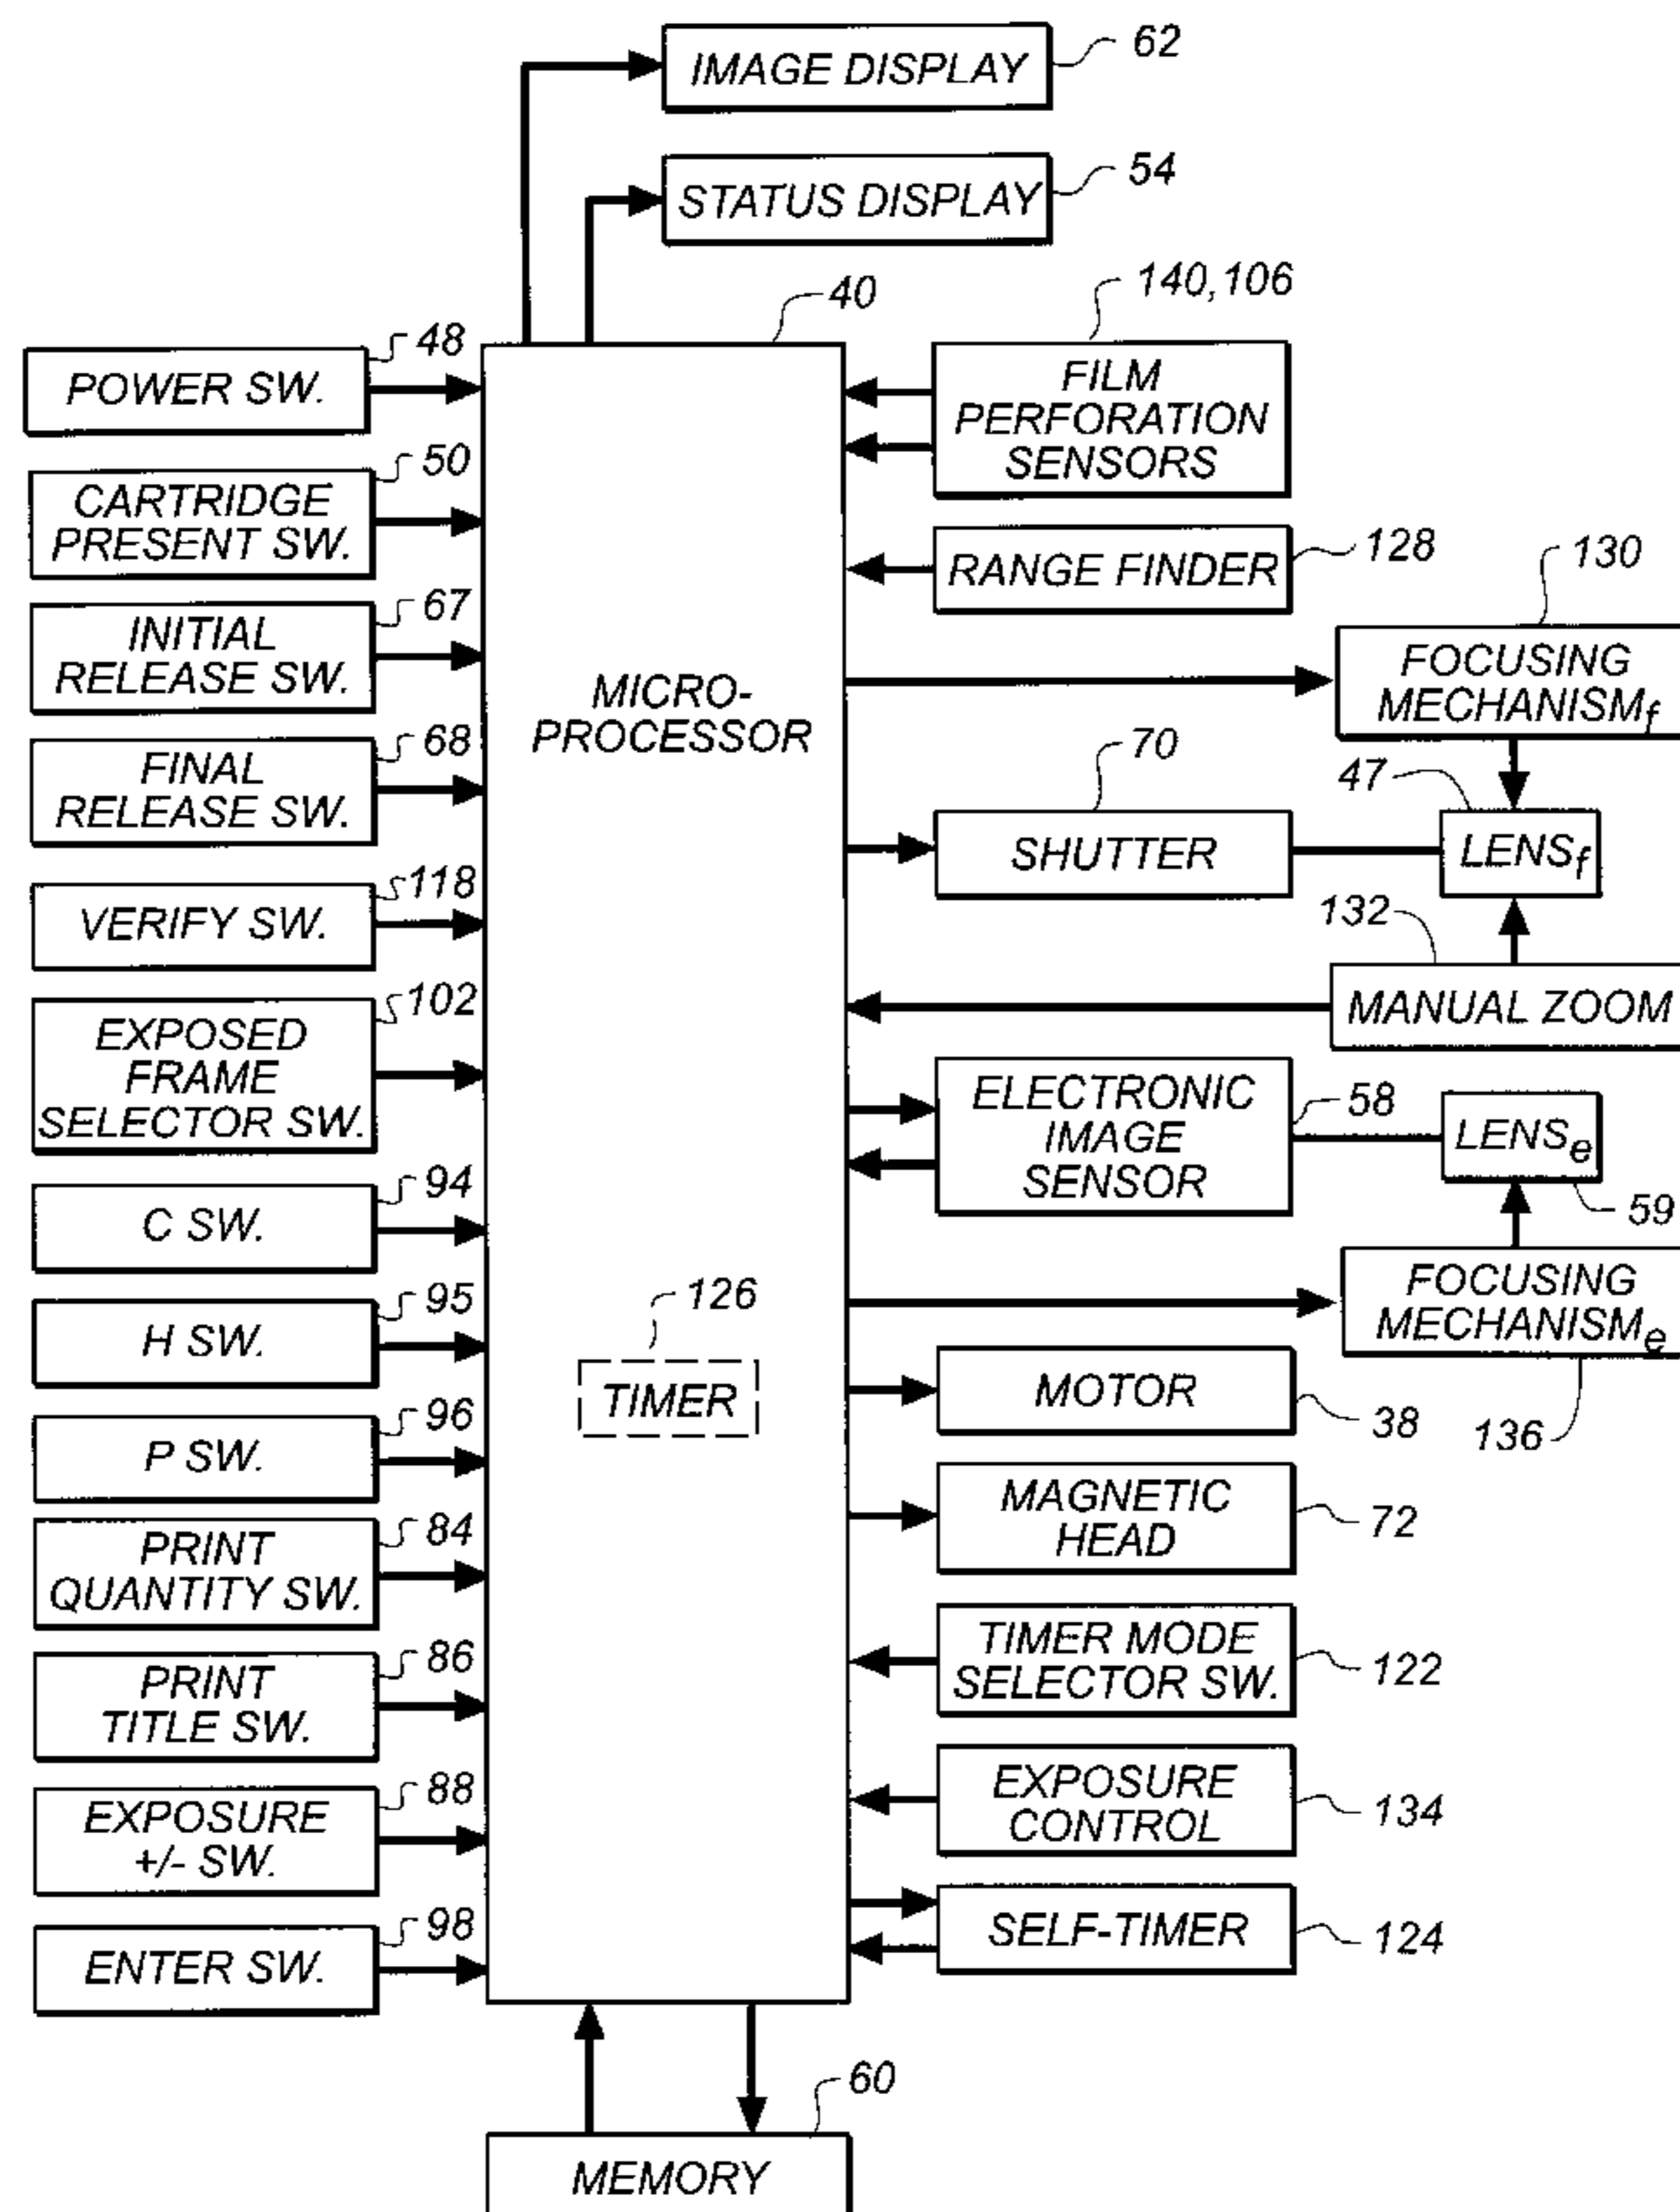 IMAGE DISPLAY
62
STATUS DISPLAY
54
40
140,106
POWER SW.
48
FILM
PERFORATION
SENSORS
CARTRIDGE
PRESENT SW.
50
RANGE FINDER
128
130
INITIAL
RELEASE SW.
67
MICRO-
PROCESSOR
FOCUSING
MECHANISMf
FINAL
RELEASE SW.
68
70
47
SHUTTER
LENSf
VERIFY SW.
118
132
MANUAL ZOOM
EXPOSED
FRAME
SELECTOR SW.
102
ELECTRONIC
IMAGE
SENSOR
58
LENSe
59
C SW.
94
FOCUSING
MECHANISMe
136
H SW.
95
126
TIMER
MOTOR
38
P SW.
96
MAGNETIC
HEAD
72
PRINT
QUANTITY SW.
84
TIMER MODE
SELECTOR SW.
122
PRINT
TITLE SW.
86
EXPOSURE
CONTROL
134
EXPOSURE
+/- SW.
88
SELF-TIMER
124
ENTER SW.
98
60
MEMORY